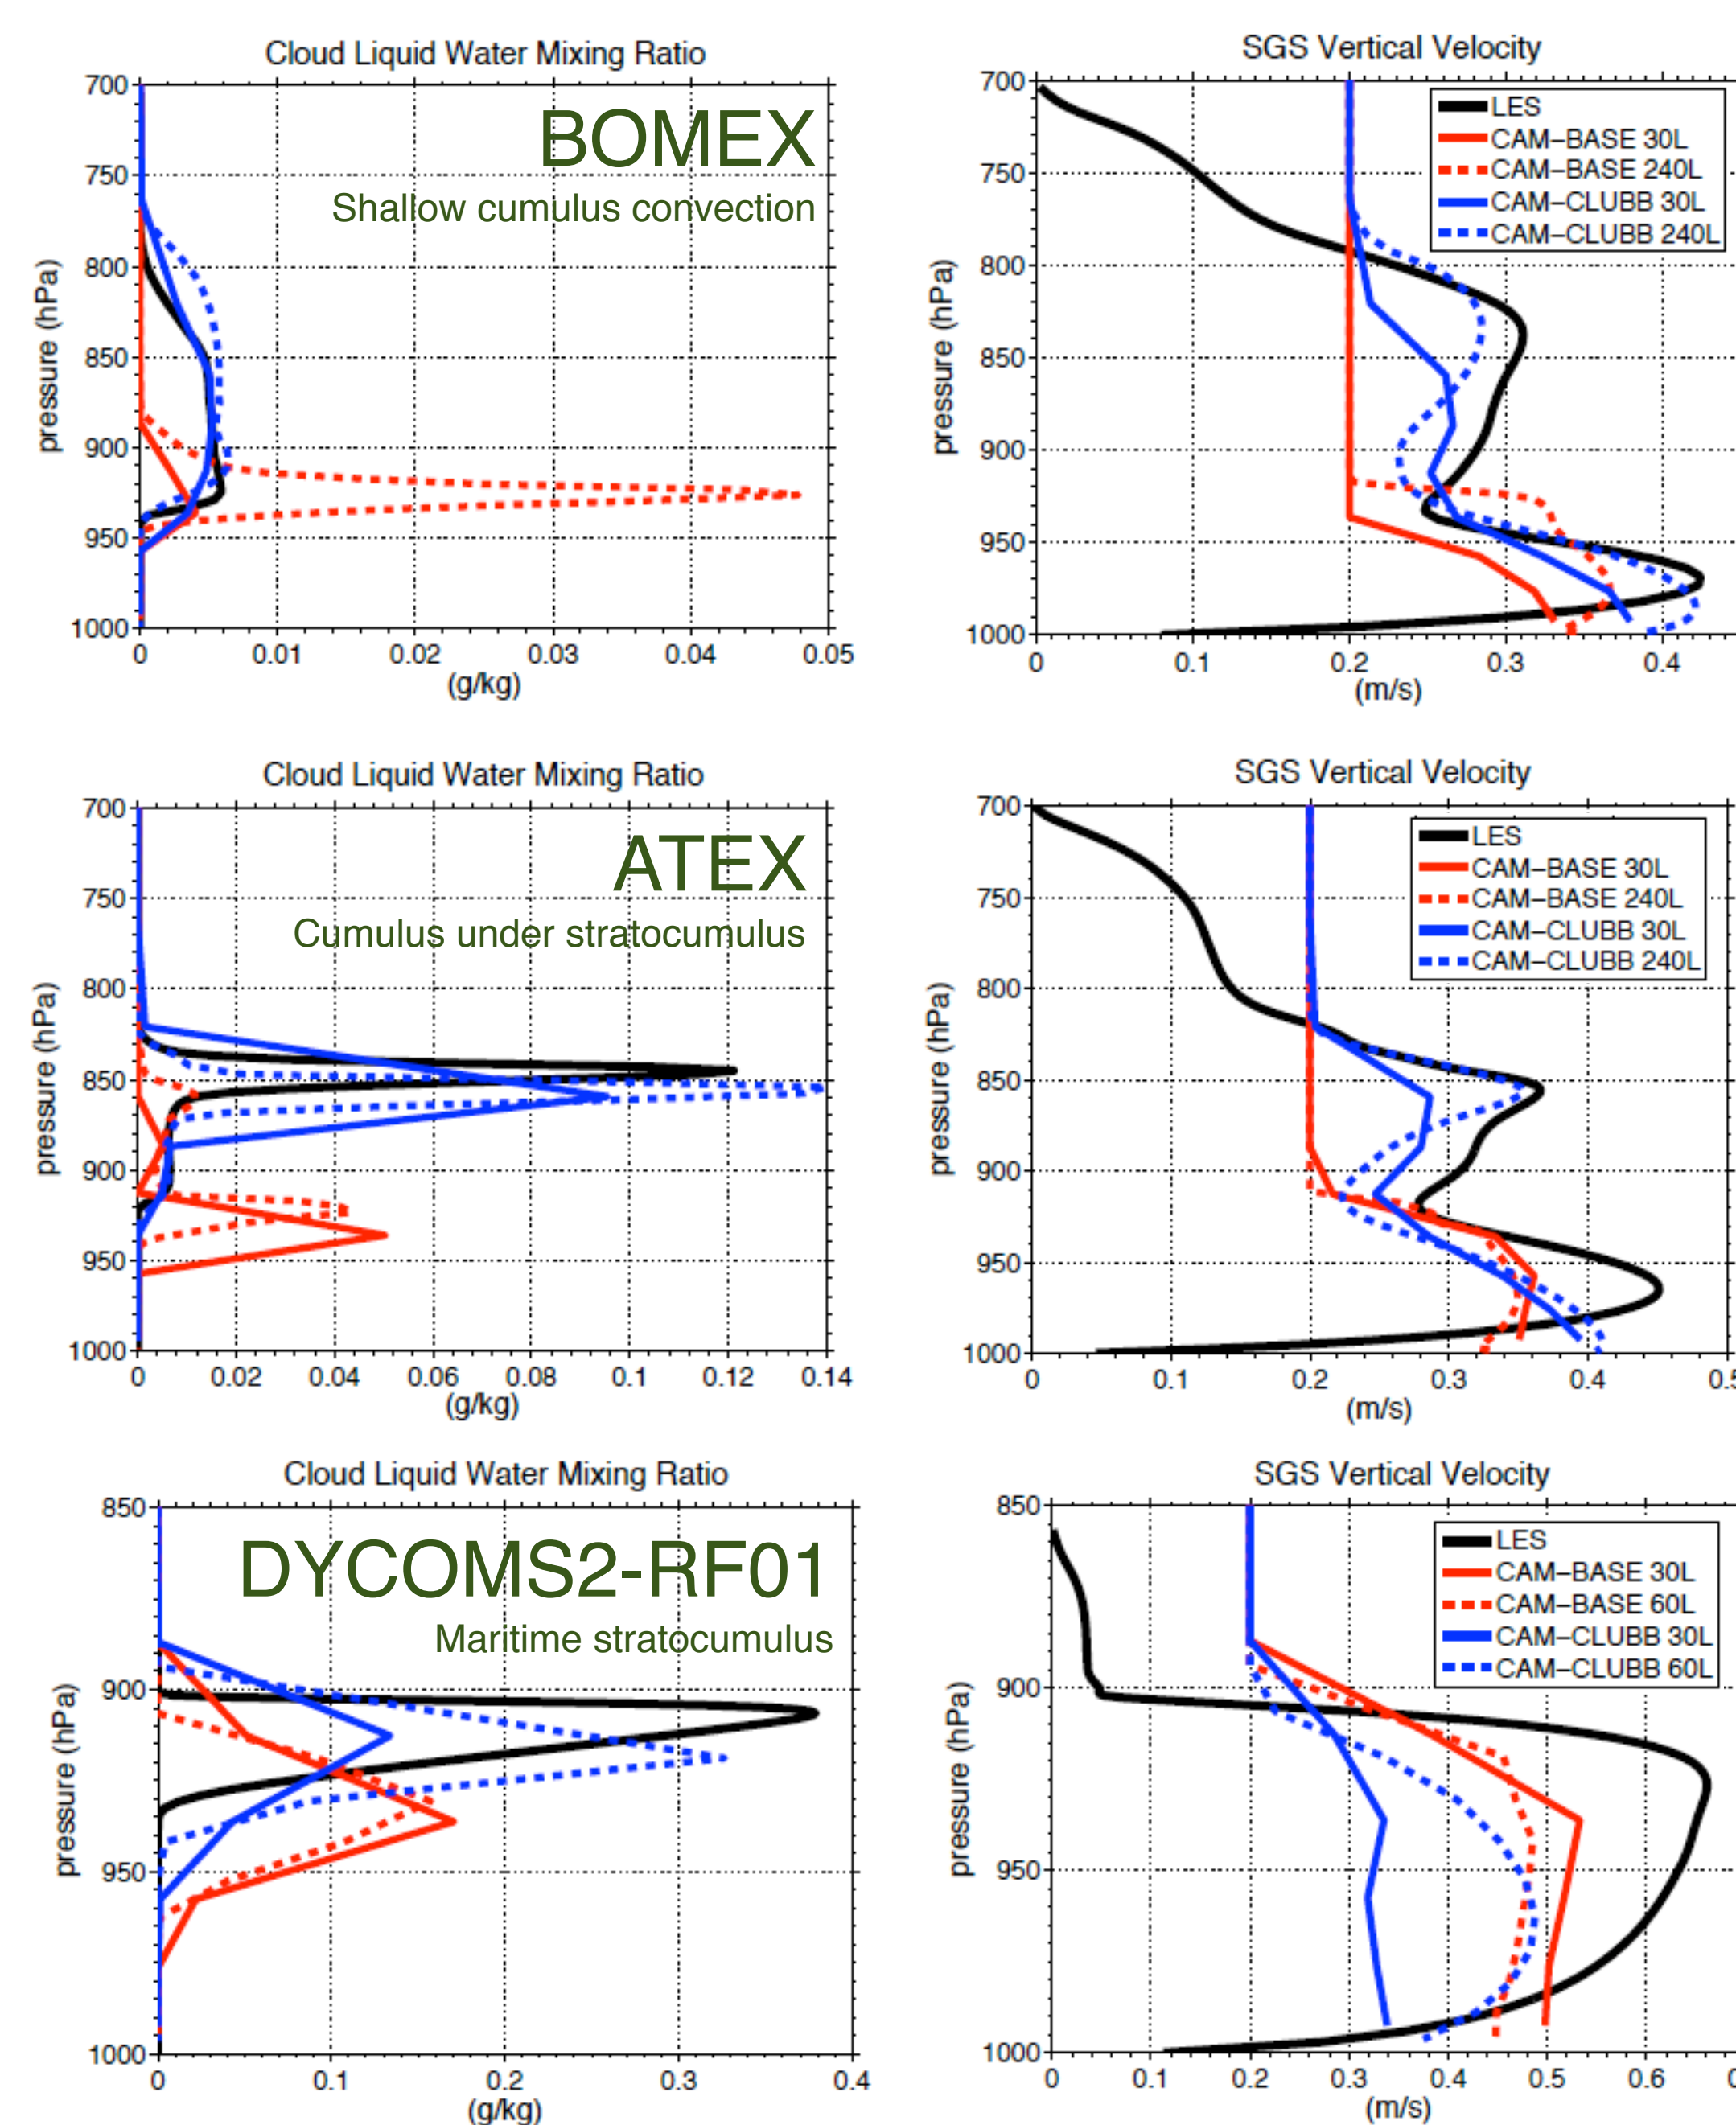 Cloud Liquid Water Mixing Ratio
700
750
800
850
900
950
1000
pressure (hPa)
BOMEX
Shallow cumulus convection
0 0.01 0.02 0.03 0.04 0.05
(g/kg)
SGS Vertical Velocity
700
750
800
850
900
950
1000
pressure (hPa)
LES
CAM–BASE 30L
CAM–BASE 240L
CAM–CLUBB 30L
CAM–CLUBB 240L
0 0.1 0.2 0.3 0.4
(m/s)
Cloud Liquid Water Mixing Ratio
700
750
800
850
900
950
1000
pressure (hPa)
ATEX
Cumulus under stratocumulus
0 0.02 0.04 0.06 0.08 0.1 0.12 0.14
(g/kg)
SGS Vertical Velocity
700
750
800
850
900
950
1000
pressure (hPa)
LES
CAM–BASE 30L
CAM–BASE 240L
CAM–CLUBB 30L
CAM–CLUBB 240L
0 0.1 0.2 0.3 0.4
(m/s)
Cloud Liquid Water Mixing Ratio
850
900
950
1000
pressure (hPa)
DYCOMS2-RF01
Maritime stratocumulus
0 0.1 0.2 0.3 0.4
(g/kg)
SGS Vertical Velocity
850
900
950
1000
pressure (hPa)
LES
CAM–BASE 30L
CAM–BASE 60L
CAM–CLUBB 30L
CAM–CLUBB 60L
0 0.1 0.2 0.3 0.4 0.5 0.6
(m/s)